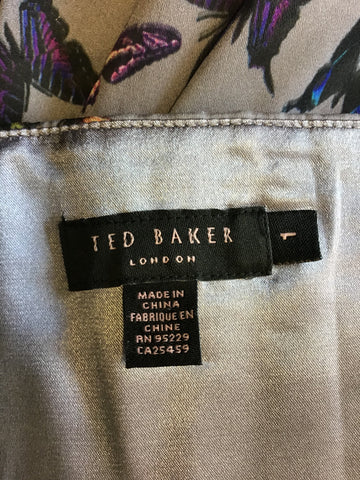 TED BAKER
LONDON
1
MADE IN
CHINA
FABRIQUE EN
CHINE
RN 95229
CA25459